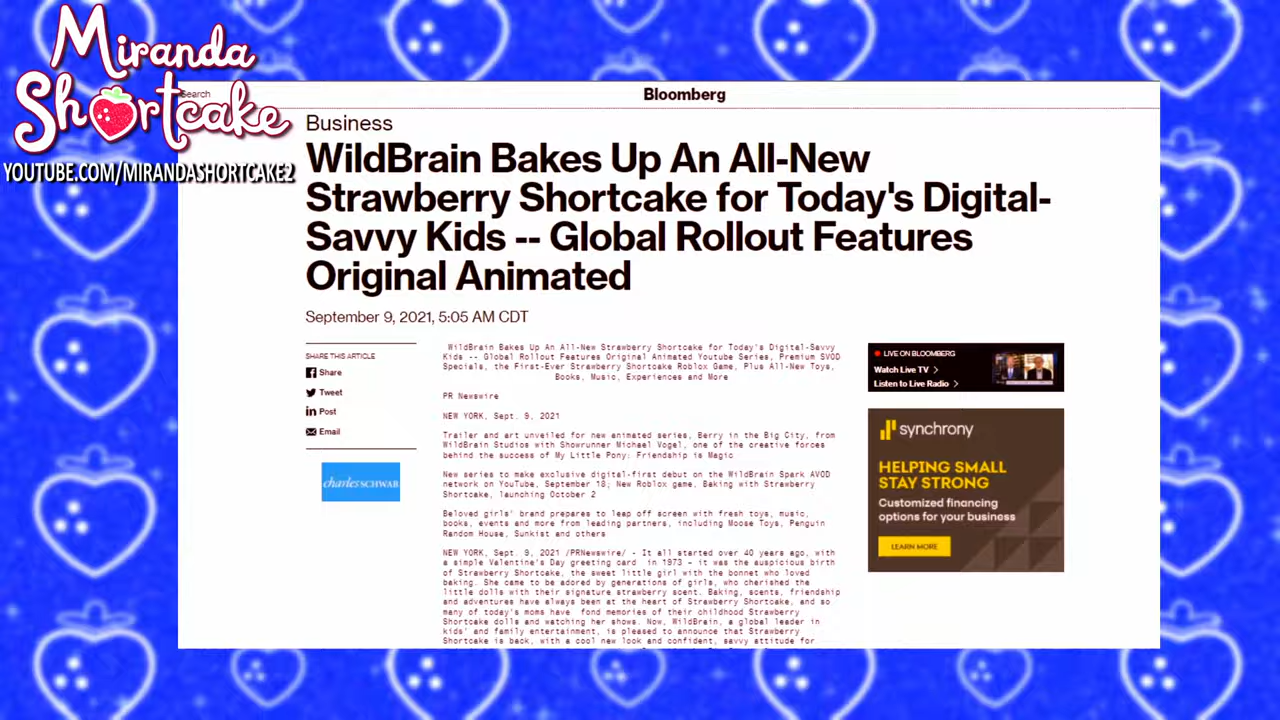 Miranda
Shortcake
YOUTUBE.COM/MIRANDASHORTCAKE2
Search
Bloomberg
Business
WildBrain Bakes Up An All-New
Strawberry Shortcake for Today's Digital-
Savvy Kids -- Global Rollout Features
Original Animated
September 9, 2021, 5:05 AM CDT
SHARE THIS ARTICLE
Share
Tweet
Post
Email
charles SCHWAB
WildBrain Bakes Up An All-New Strawberry Shortcake for Today's Digital-Savvy
Kids -- Global Rollout Features Original Animated Youtube Series, Premium SVOD
Specials, the First-Ever Strawberry Shortcake Roblox Game, Plus All-New Toys,
Books, Music, Experiences and More
PR Newswire
NEW YORK, Sept. 9, 2021
Trailer and art unveiled for new animated series, Berry in the Big City, from
WildBrain Studios with Showrunner Michael Vogel, one of the creative forces
behind the success of My Little Pony: Friendship is Magic
New series to make exclusive digital-first debut on the WildBrain Spark AVOD
network on YouTube, September 18; New Roblox game, Baking with Strawberry
Shortcake, launching October 2
Beloved girls' brand prepares to leap off screen with fresh toys, music,
books, events and more from leading partners, including Moose Toys, Penguin
Random House, Sunkist and others
NEW YORK, Sept. 9, 2021 /PRNewswire/ - It all started over 40 years ago, with
a simple Valentine's Day greeting card in 1973 – it was the auspicious birth
of Strawberry Shortcake, the sweet little girl with the bonnet who loved
baking. She came to be adored by generations of girls, who cherished the
little dolls with their signature strawberry scent. Baking, scents, friendship
and adventures have always been at the heart of Strawberry Shortcake, and so
many of today's moms have fond memories of their childhood Strawberry
Shortcake dolls and watching her shows. Now, WildBrain, a global leader in
kids' and family entertainment, is pleased to announce that Strawberry
Shortcake is back, with a cool new look and confident, savvy attitude for
LIVE ON BLOOMBERG
Watch Live TV
Listen to Live Radio
synchrony
HELPING SMALL
STAY STRONG
Customized financing
options for your business
LEARN MORE